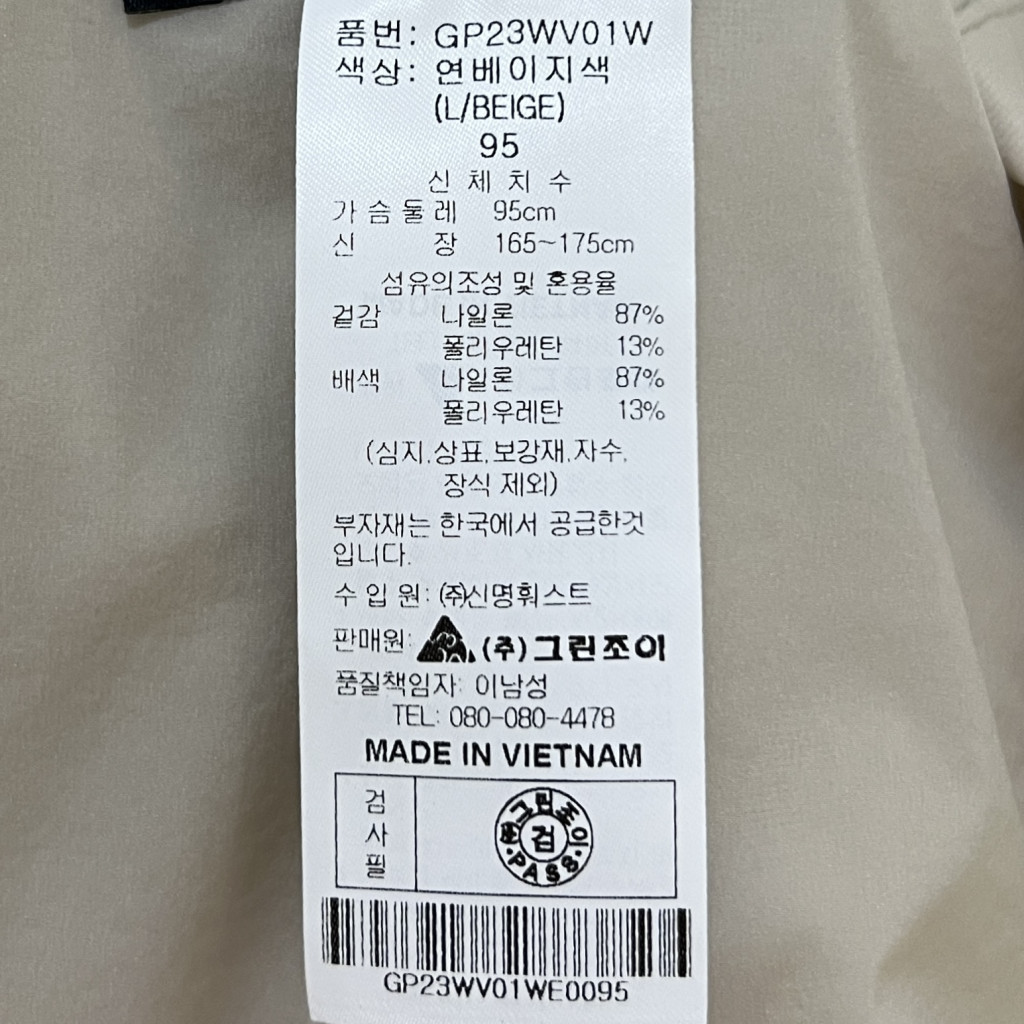 품번: GP23WV01W
색상: 연베이지색
(L/BEIGE)
95
신 체 치 수
가 슴 둘 레 95cm
신 장 165~175cm
섬유의조성 및 혼용율
겉감 나일론 87%
폴리우레탄 13%
배색 나일론 87%
폴리우레탄 13%
(심지,상표,보강재,자수,
장식 제외)
부자재는 한국에서 공급한것
입니다.
수 입 원: ㈜신명훠스트
판매원: (주)그린조이
품질책임자: 이남성
TEL: 080-080-4478
MADE IN VIETNAM
검
사
필
㈜그린조이
검
·PASS·
GP23WV01WE0095